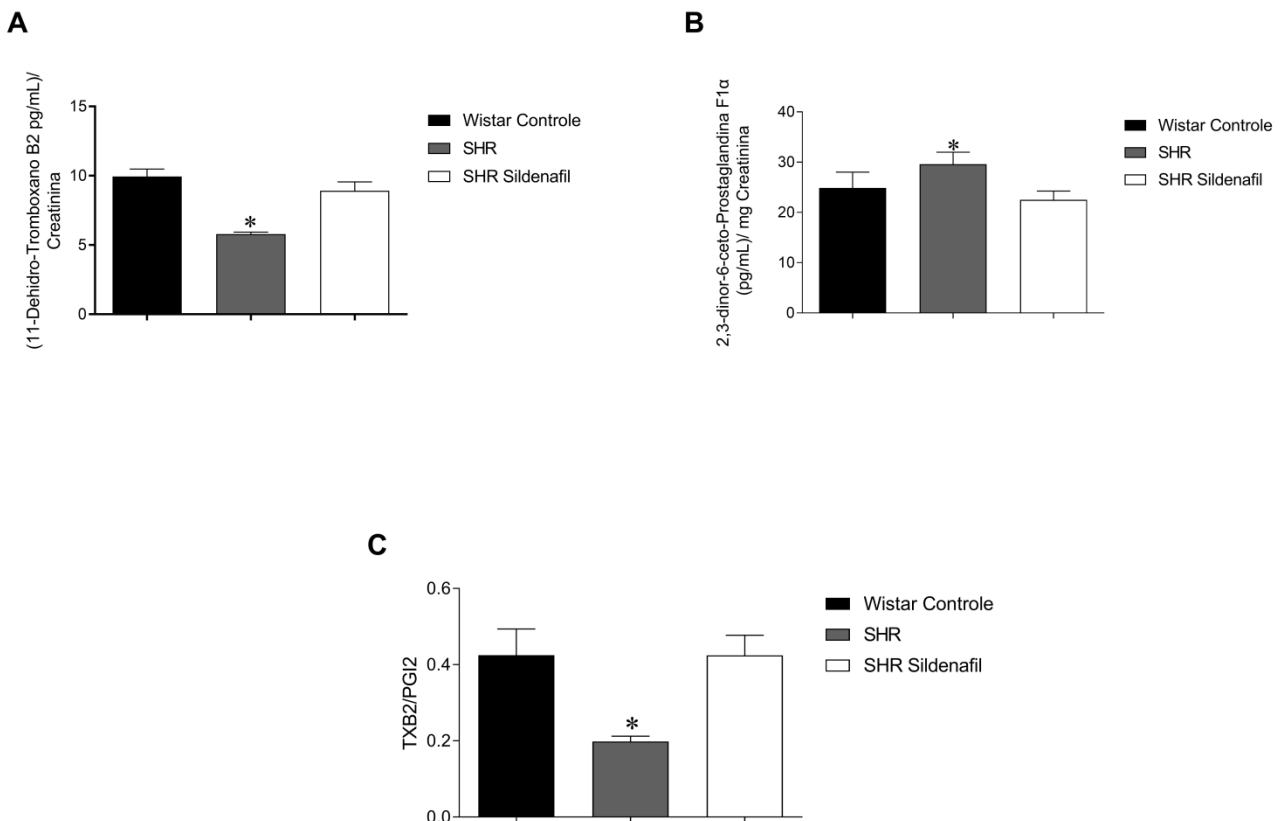 A
(11-Dehidro-Tromboxano B2 pg/mL)/
Creatinina
15
10
5
0
*
Wistar Controle
SHR
SHR Sildenafil
B
2,3-dinor-6-ceto-Prostaglandina F1α
(pg/mL)/ mg Creatinina
40
30
20
10
0
*
Wistar Controle
SHR
SHR Sildenafil
C
TXB2/PGI2
0.6
0.4
0.2
0.0
*
Wistar Controle
SHR
SHR Sildenafil